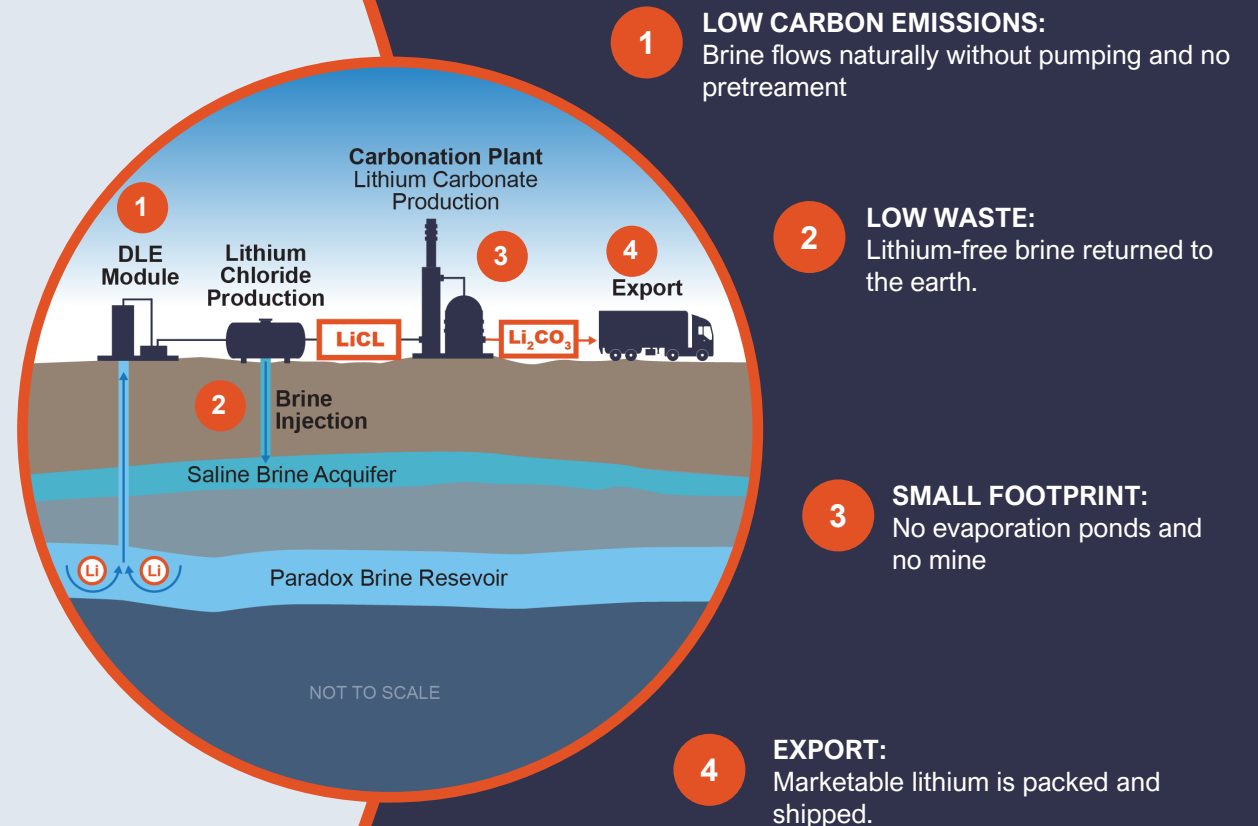 1
LOW CARBON EMISSIONS:
Brine flows naturally without pumping and no
pretreament
Carbonation Plant
Lithium Carbonate
Production
1
DLE
Module
Lithium
Chloride
Production
3
4
Export
LiCL
Li₂CO₃
2
Brine
Injection
Saline Brine Acquifer
Li
Li
Paradox Brine Resevoir
NOT TO SCALE
2
LOW WASTE:
Lithium-free brine returned to
the earth.
3
SMALL FOOTPRINT:
No evaporation ponds and
no mine
4
EXPORT:
Marketable lithium is packed and
shipped.